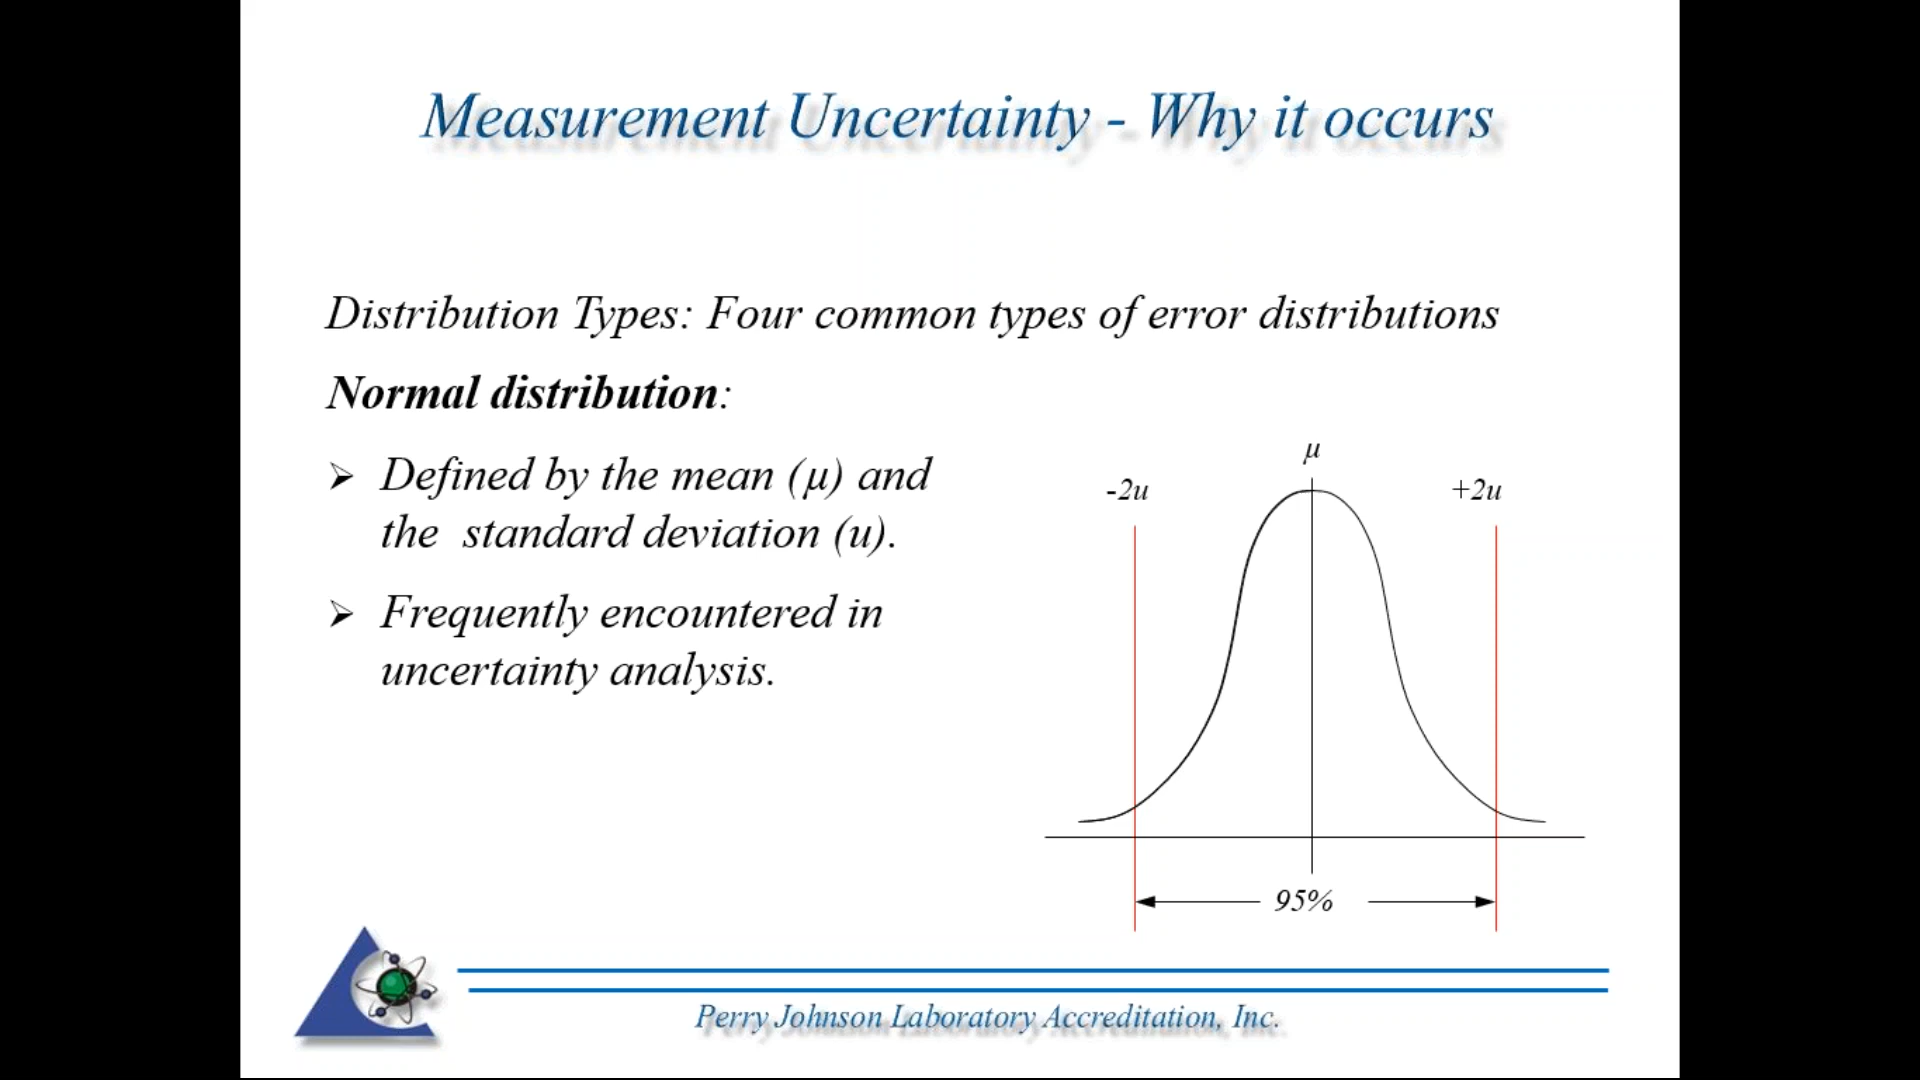 Measurement Uncertainty - Why it occurs
Distribution Types: Four common types of error distributions
Normal distribution:
Defined by the mean (μ) and
the standard deviation (u).
Frequently encountered in
uncertainty analysis.
μ
-2u
+2u
95%
Perry Johnson Laboratory Accreditation, Inc.